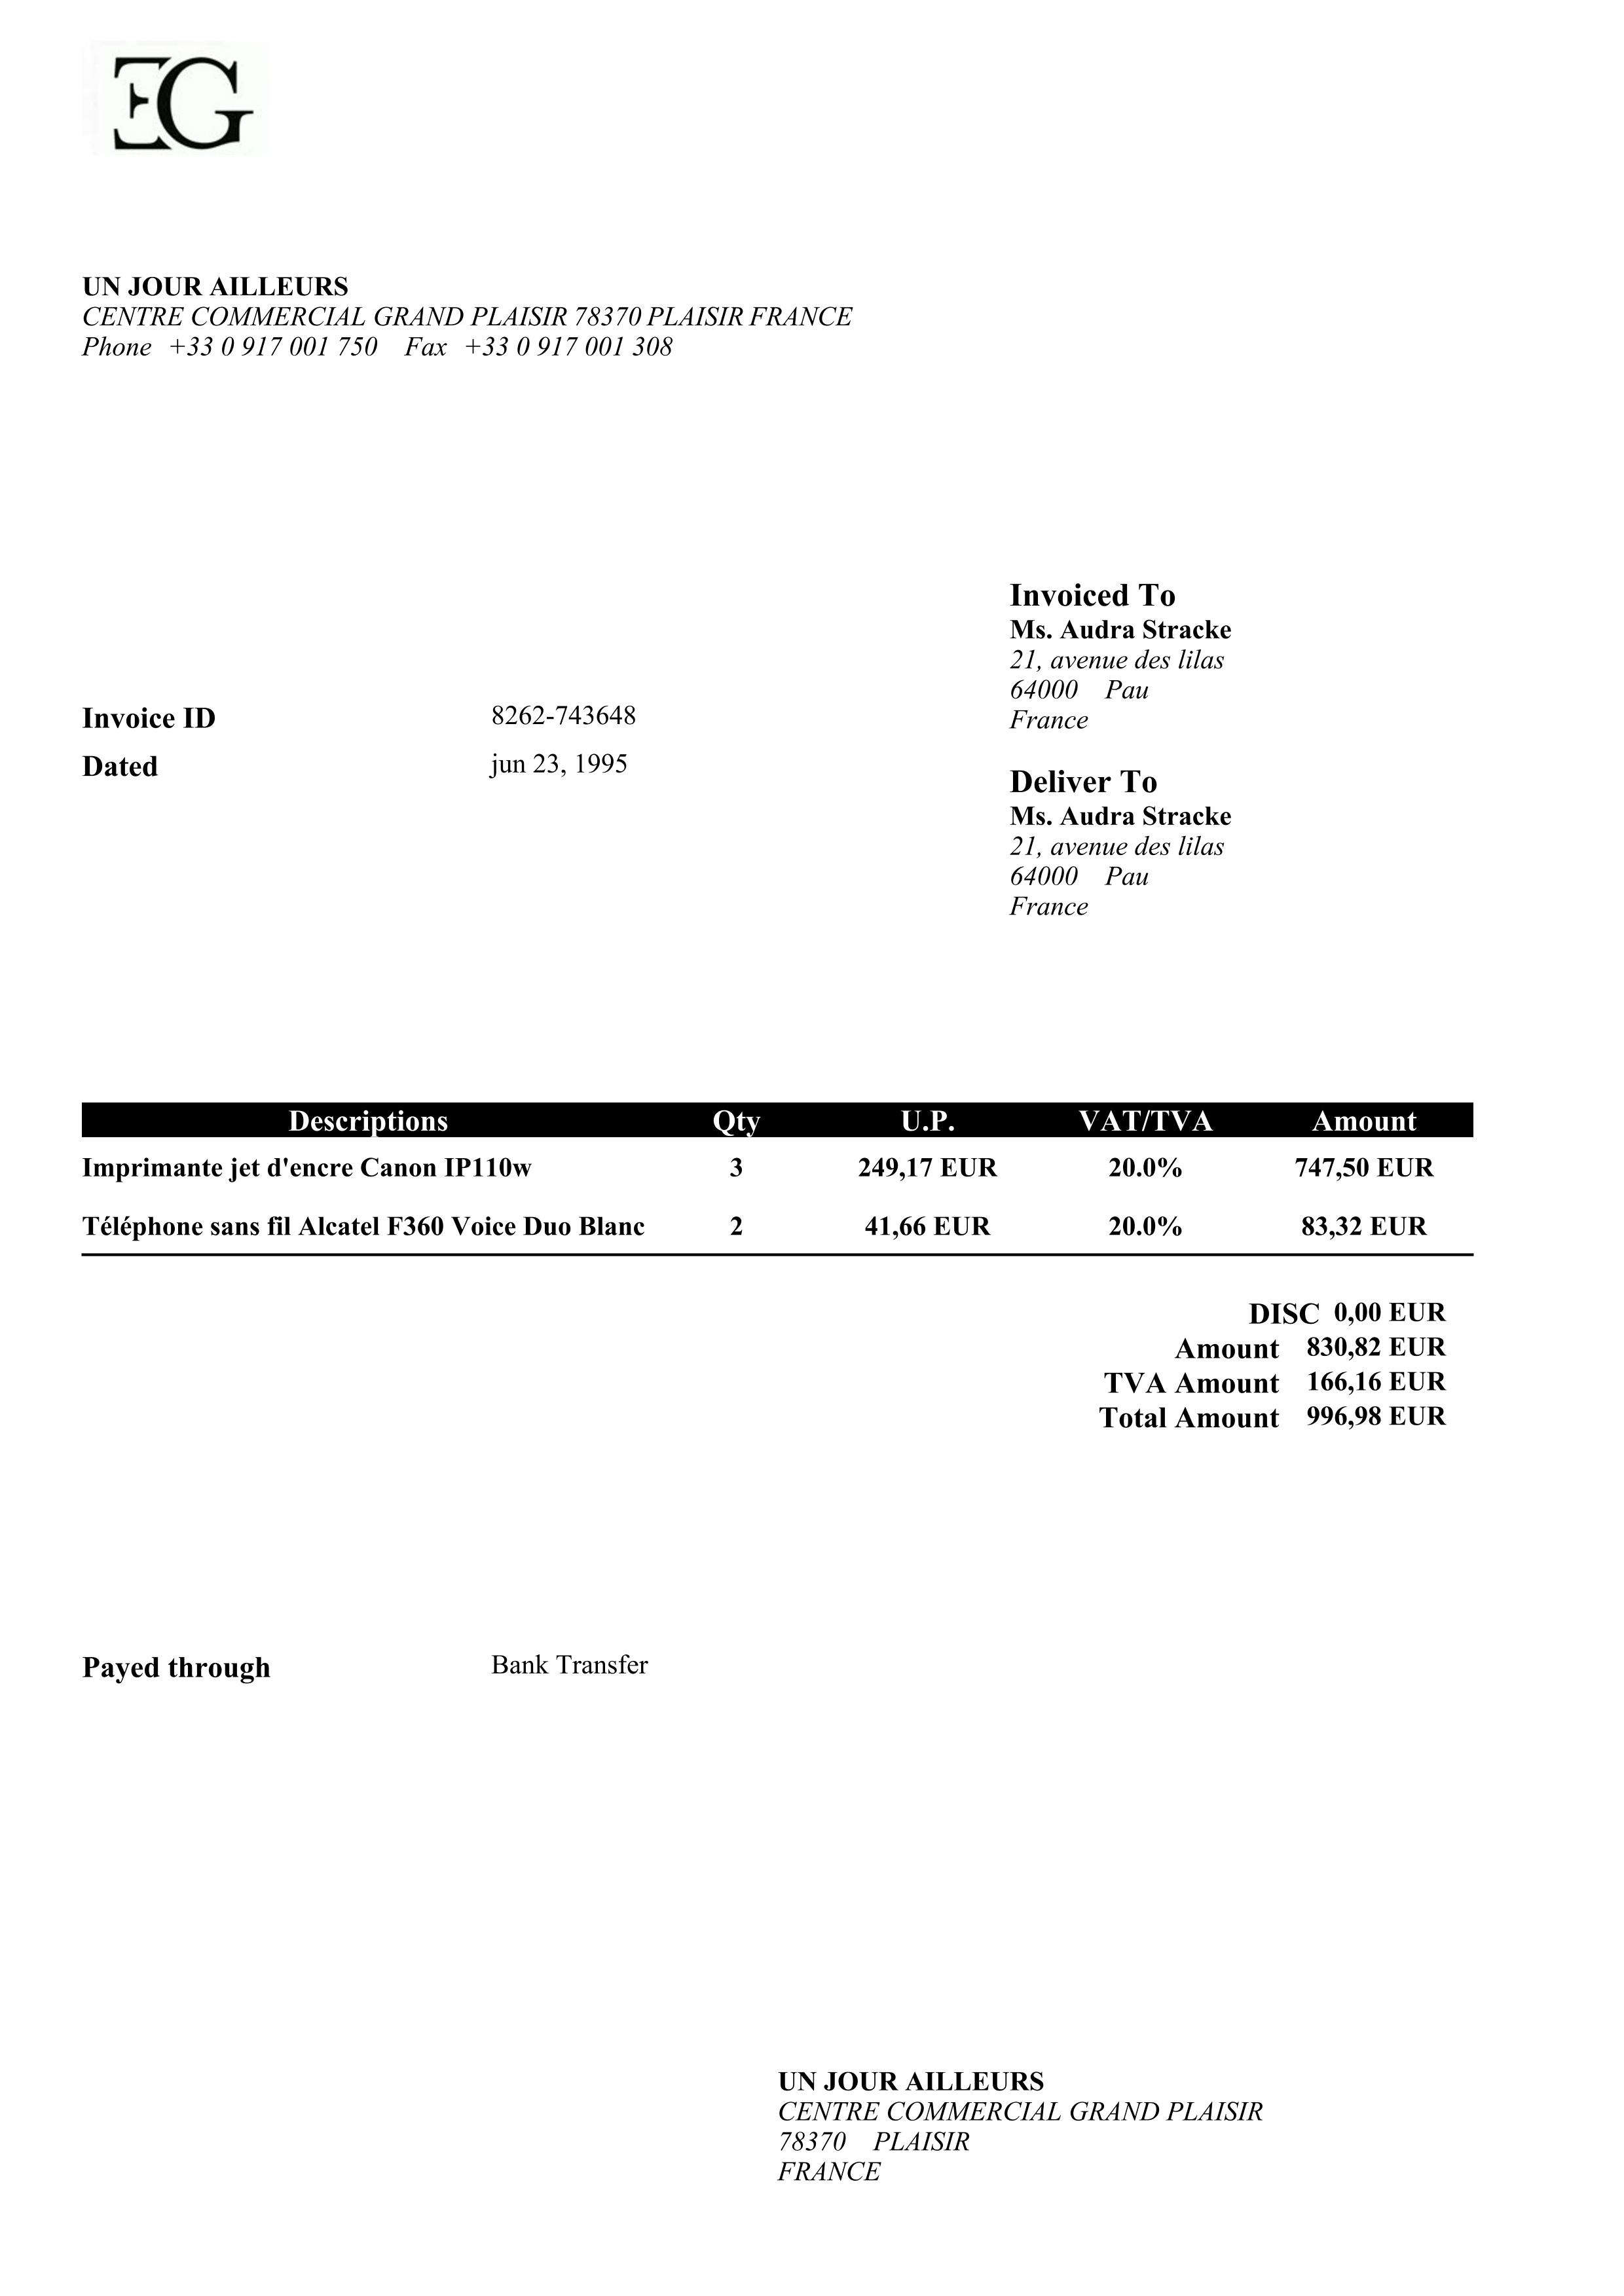 EG
UN JOUR AILLEURS
CENTRE COMMERCIAL GRAND PLAISIR 78370 PLAISIR FRANCE
Phone +33 0 917 001 750 Fax +33 0 917 001 308
Invoiced To
Ms. Audra Stracke
21, avenue des lilas
64000 Pau
France
Invoice ID 8262-743648
Dated jun 23, 1995
Deliver To
Ms. Audra Stracke
21, avenue des lilas
64000 Pau
France
Descriptions Qty U.P. VAT/TVA Amount
Imprimante jet d'encre Canon IP110w 3 249,17 EUR 20.0% 747,50 EUR
Téléphone sans fil Alcatel F360 Voice Duo Blanc 2 41,66 EUR 20.0% 83,32 EUR
DISC 0,00 EUR
Amount 830,82 EUR
TVA Amount 166,16 EUR
Total Amount 996,98 EUR
Payed through Bank Transfer
UN JOUR AILLEURS
CENTRE COMMERCIAL GRAND PLAISIR
78370 PLAISIR
FRANCE